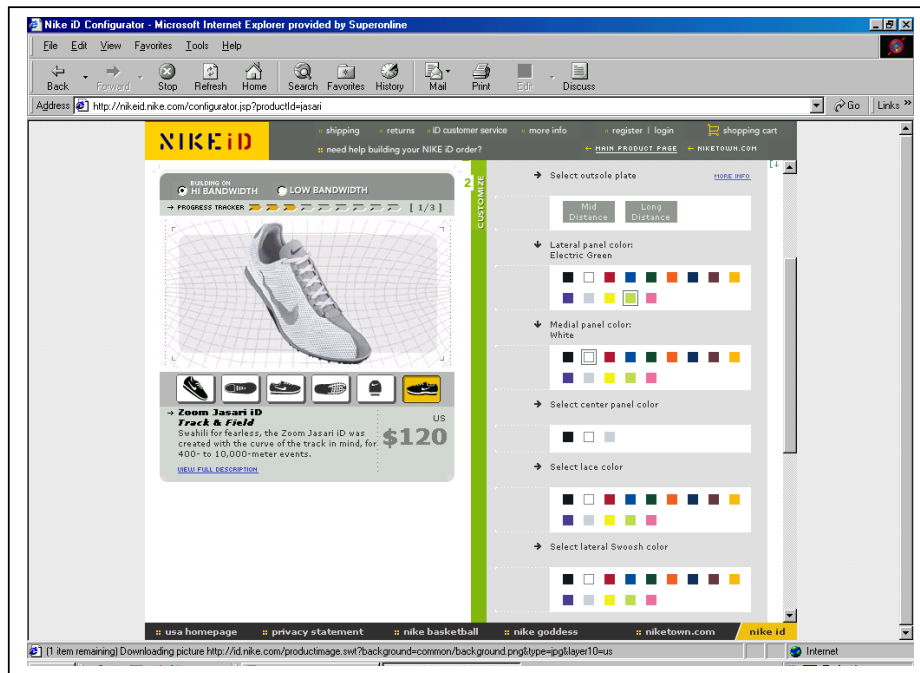 Nike iD Configurator - Microsoft Internet Explorer provided by Superonline
File Edit View Favorites Tools Help
Back Forward Stop Refresh Home Search Favorites History Mail Print Edit Discuss
Address http://nikeid.nike.com/configurator.jsp?productId=jasari Go Links »
NIKE iD
shipping returns iD customer service more info register | login shopping cart
need help building your NIKE iD order? MAIN PRODUCT PAGE NIKETOWN.COM
BUILDING ON
HI BANDWIDTH LOW BANDWIDTH
PROGRESS TRACKER [ 1/3 ]
Zoom Jasari iD
Track & Field
Swahili for fearless, the Zoom Jasari iD was
created with the curve of the track in mind, for
400- to 10,000-meter events.
US
$120
VIEW FULL DESCRIPTION
2
CUSTOMIZE
Select outsole plate MORE INFO
Mid Distance
Long Distance
Lateral panel color:
Electric Green
Medial panel color:
White
Select center panel color
Select lace color
Select lateral Swoosh color
usa homepage privacy statement nike basketball nike goddess niketown.com nike id
(1 item remaining) Downloading picture http://id.nike.com/productimage.swt?background=common/background.png&type=jpg&layer10=us Internet